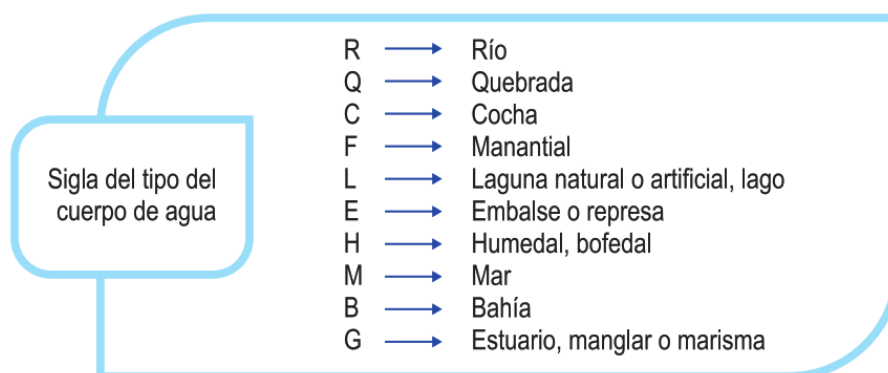 Sigla del tipo del
cuerpo de agua
R → Río
Q → Quebrada
C → Cocha
F → Manantial
L → Laguna natural o artificial, lago
E → Embalse o represa
H → Humedal, bofedal
M → Mar
B → Bahía
G → Estuario, manglar o marisma